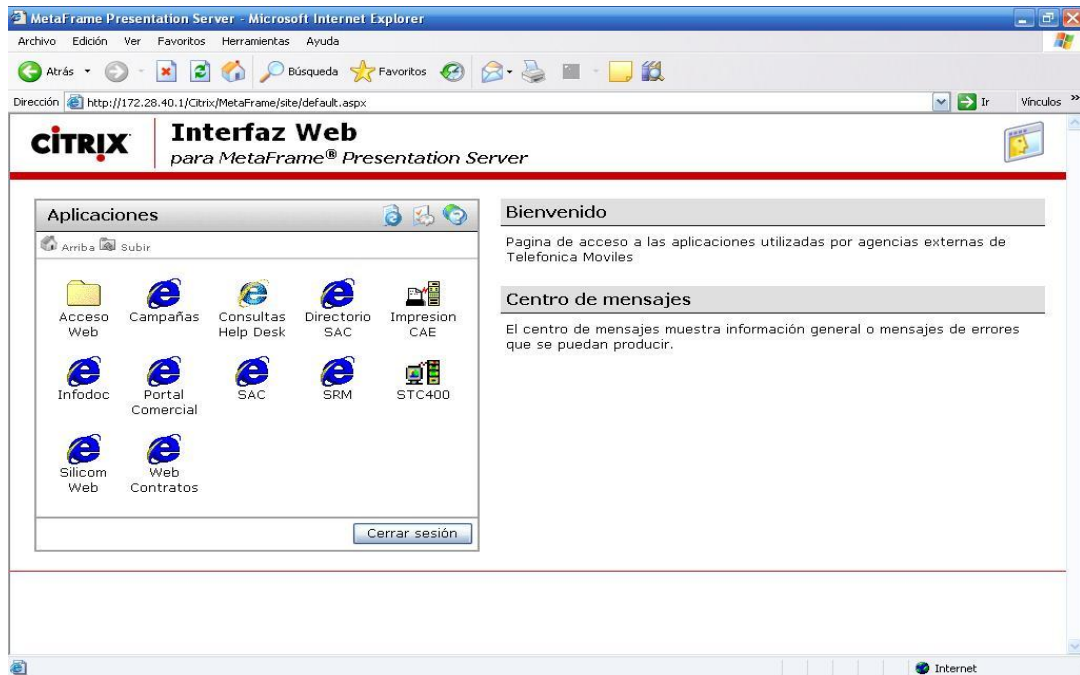 MetaFrame Presentation Server - Microsoft Internet Explorer
Archivo Edición Ver Favoritos Herramientas Ayuda
Atrás Búsqueda Favoritos
Dirección http://172.28.40.1/Citrix/MetaFrame/site/default.aspx Ir Vínculos »
CITRIX
Interfaz Web
para MetaFrame® Presentation Server
Aplicaciones
Arriba Subir
Acceso Web
Campañas
Consultas Help Desk
Directorio SAC
Impresion CAE
Infodoc
Portal Comercial
SAC
SRM
STC400
Silicom Web
Web Contratos
Cerrar sesión
Bienvenido
Pagina de acceso a las aplicaciones utilizadas por agencias externas de
Telefonica Moviles
Centro de mensajes
El centro de mensajes muestra información general o mensajes de errores
que se puedan producir.
Internet